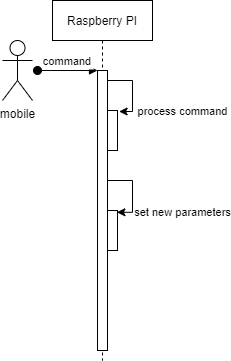 Raspberry PI
command
mobile
process command
set new parameters